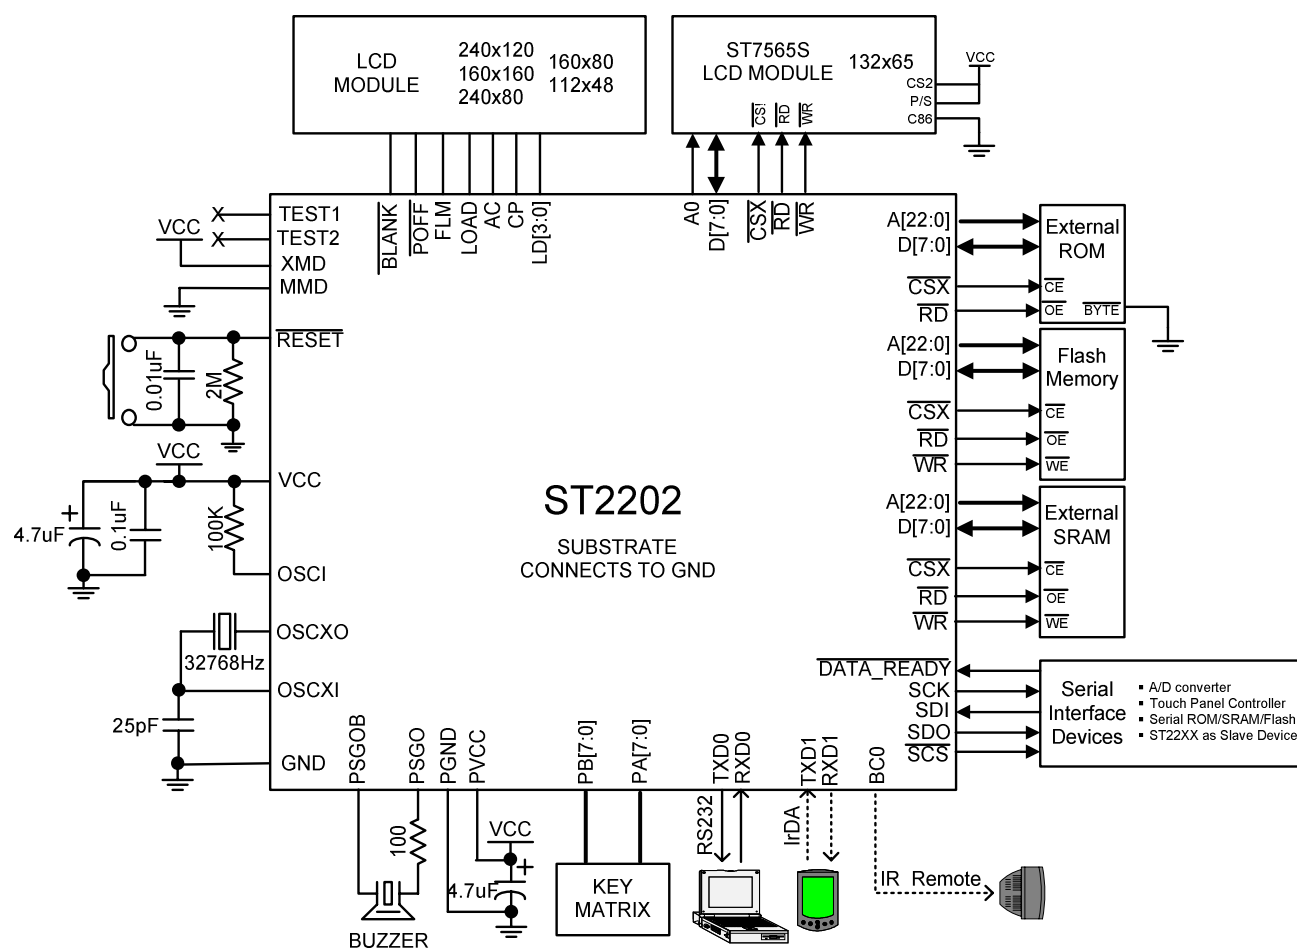 LCD
MODULE
240x120
160x160
240x80
160x80
112x48
ST7565S
LCD MODULE
132x65
CS2
P/S
C86
VCC
CS1
RD
WR
BLANK
POFF
FLM
LOAD
AC
CP
LD[3:0]
A0
D[7:0]
CSX
RD
WR
X
X
VCC
TEST1
TEST2
XMD
MMD
RESET
0.01uF
2M
VCC
VCC
+
4.7uF
0.1uF
100K
OSCI
OSCXO
32768Hz
OSCXI
25pF
GND
ST2202
SUBSTRATE
CONNECTS TO GND
A[22:0]
D[7:0]
CSX
RD
External
ROM
CE
OE
BYTE
A[22:0]
D[7:0]
CSX
RD
WR
Flash
Memory
CE
OE
WE
A[22:0]
D[7:0]
CSX
RD
WR
External
SRAM
CE
OE
WE
DATA_READY
SCK
SDI
SDO
SCS
Serial
Interface
Devices
▪ A/D converter
▪ Touch Panel Controller
▪ Serial ROM/SRAM/Flash
▪ ST22XX as Slave Device
PSGOB
PSGO
PGND
PVCC
PB[7:0]
PA[7:0]
TXD0
RXD0
TXD1
RXD1
BC0
100
VCC
+
4.7uF
BUZZER
KEY
MATRIX
RS232
IrDA
IR Remote